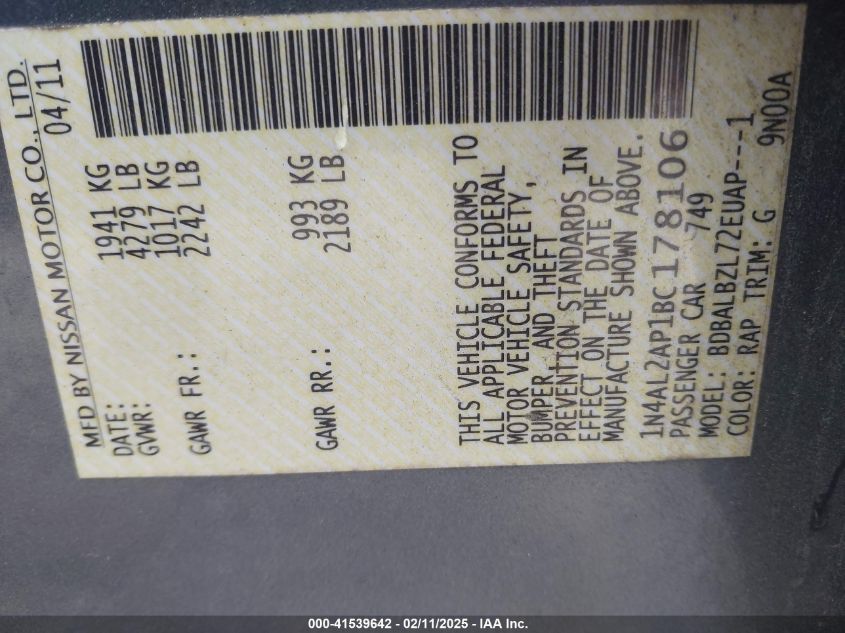 MFD BY NISSAN MOTOR CO., LTD.
DATE: 04/11
GVWR: 1941 KG
4279 LB
GAWR FR.: 1017 KG
2242 LB
GAWR RR.: 993 KG
2189 LB
THIS VEHICLE CONFORMS TO
ALL APPLICABLE FEDERAL
MOTOR VEHICLE SAFETY,
BUMPER, AND THEFT
PREVENTION STANDARDS IN
EFFECT ON THE DATE OF
MANUFACTURE SHOWN ABOVE.
1N4AL2AP1BC178106
PASSENGER CAR 749
MODEL: BDBALBZL72EUAP---1
COLOR: RAP TRIM: G 9N00A
000-41539642 - 02/11/2025 - IAA Inc.